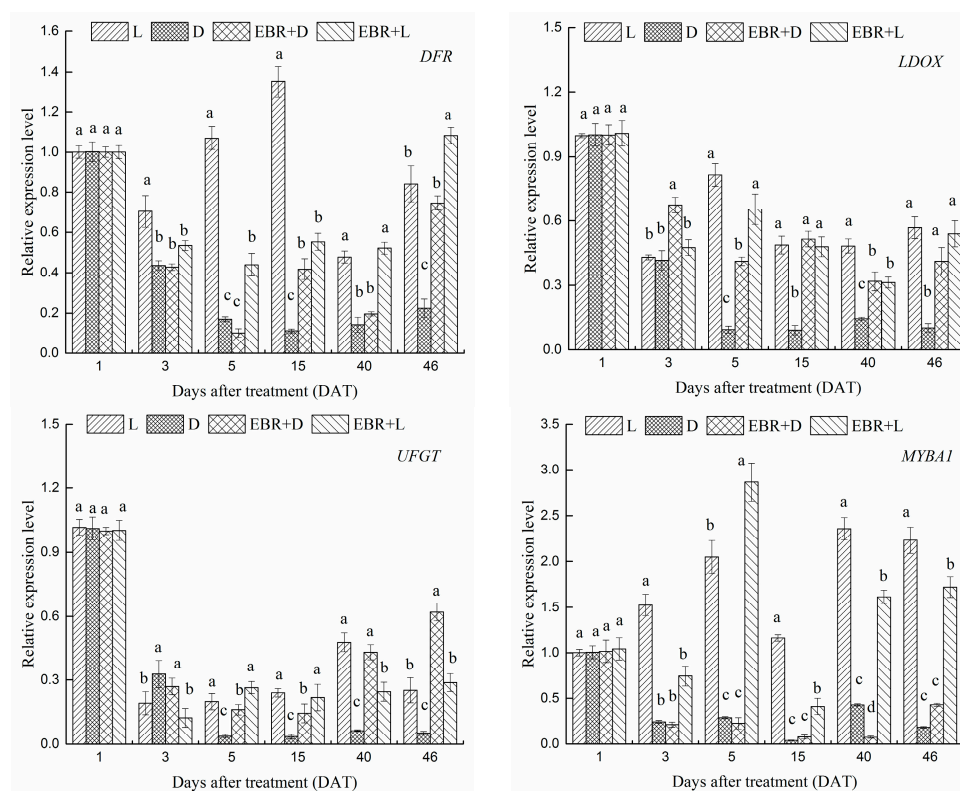 L D EBR+D EBR+L
DFR
Relative expression level
1.6
1.4
1.2
1.0
0.8
0.6
0.4
0.2
0.0
a a a a
a b b b
a c c b
a c b b
a b b a
b c b a
1 3 5 15 40 46
Days after treatment (DAT)
L D EBR+D EBR+L
LDOX
Relative expression level
1.5
1.2
0.9
0.6
0.3
0.0
a a a a
b b a b
a c b a
a b a a
a c b b
a b a a
1 3 5 15 40 46
Days after treatment (DAT)
L D EBR+D EBR+L
UFGT
Relative expression level
1.5
1.2
0.9
0.6
0.3
0.0
a a a a
b a a b
a c b a
a c b a
a c a b
b c a b
1 3 5 15 40 46
Days after treatment (DAT)
L D EBR+D EBR+L
MYBA1
Relative expression level
3.5
3.0
2.5
2.0
1.5
1.0
0.5
0.0
a a a a
a b b b
b c c a
a c c b
a c d b
a c c b
1 3 5 15 40 46
Days after treatment (DAT)